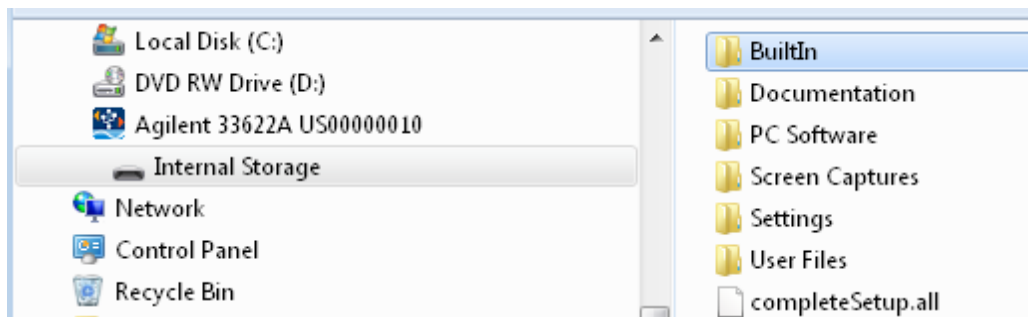 Local Disk (C:)
DVD RW Drive (D:)
Agilent 33622A US00000010
Internal Storage
Network
Control Panel
Recycle Bin
BuiltIn
Documentation
PC Software
Screen Captures
Settings
User Files
completeSetup.all